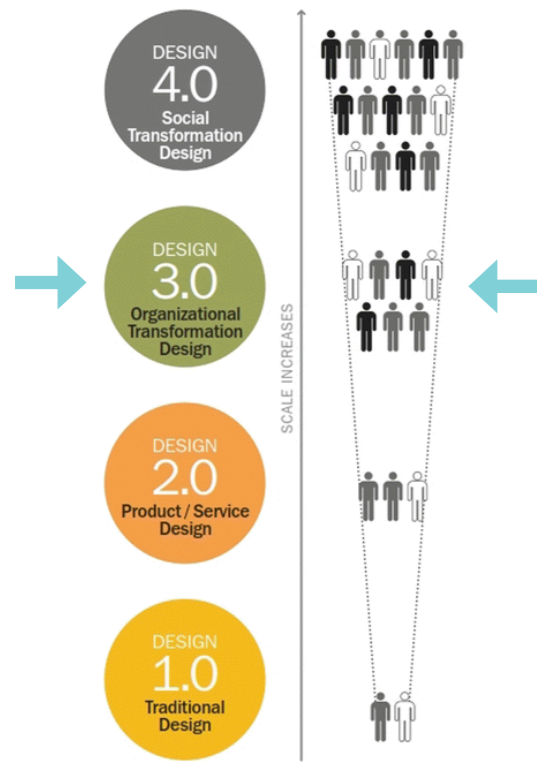 DESIGN
4.0
Social
Transformation
Design
DESIGN
3.0
Organizational
Transformation
Design
SCALE INCREASES
DESIGN
2.0
Product / Service
Design
DESIGN
1.0
Traditional
Design